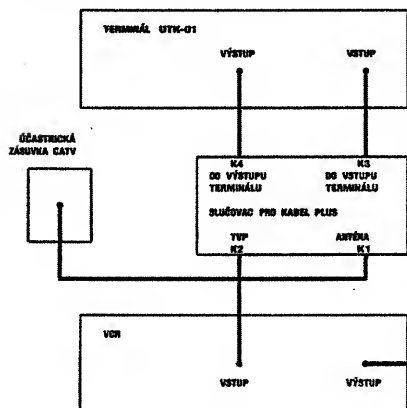 TERMINÁL UTK-01
VÝSTUP
VSTUP
ÚČASTNICKÁ
ZÁSUVKA CATV
K4
DO VÝSTUPU
TERMINÁLU
K3
DO VSTUPU
TERMINÁLU
SLUČOVAC PRO KABEL PLUS
TVP
K2
ANTÉNA
K1
VCR
VSTUP
VÝSTUP